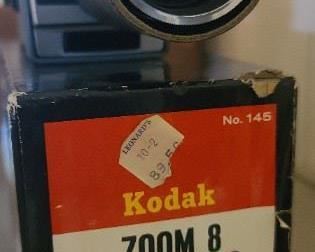 No. 145
LEONARD'S
10-2
89.50
Kodak
ZOOM 8